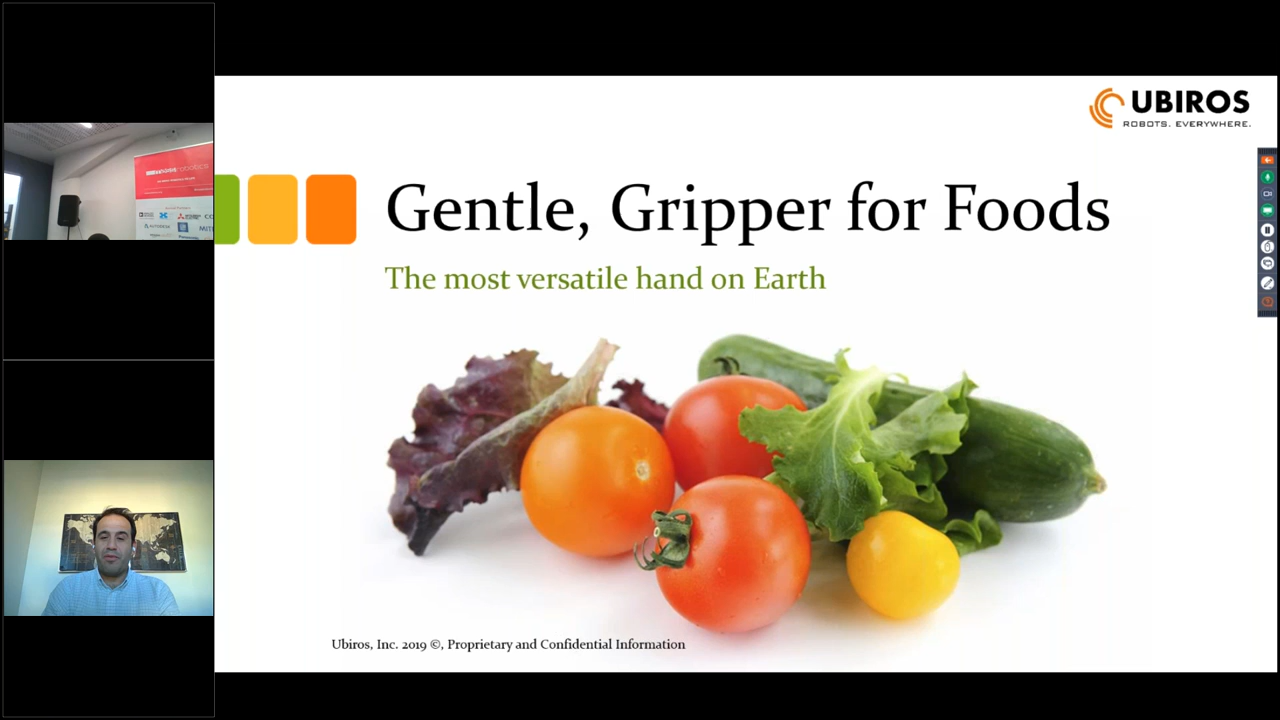 UBIROS
ROBOTS. EVERYWHERE.
Gentle, Gripper for Foods
The most versatile hand on Earth
Ubiros, Inc. 2019 ©, Proprietary and Confidential Information